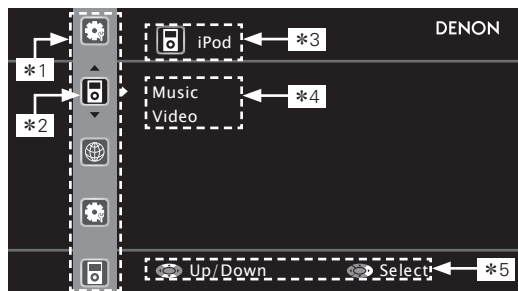 iPod
DENON
*3
*1
Music
*4
*2
Video
Up/Down
Select
*5